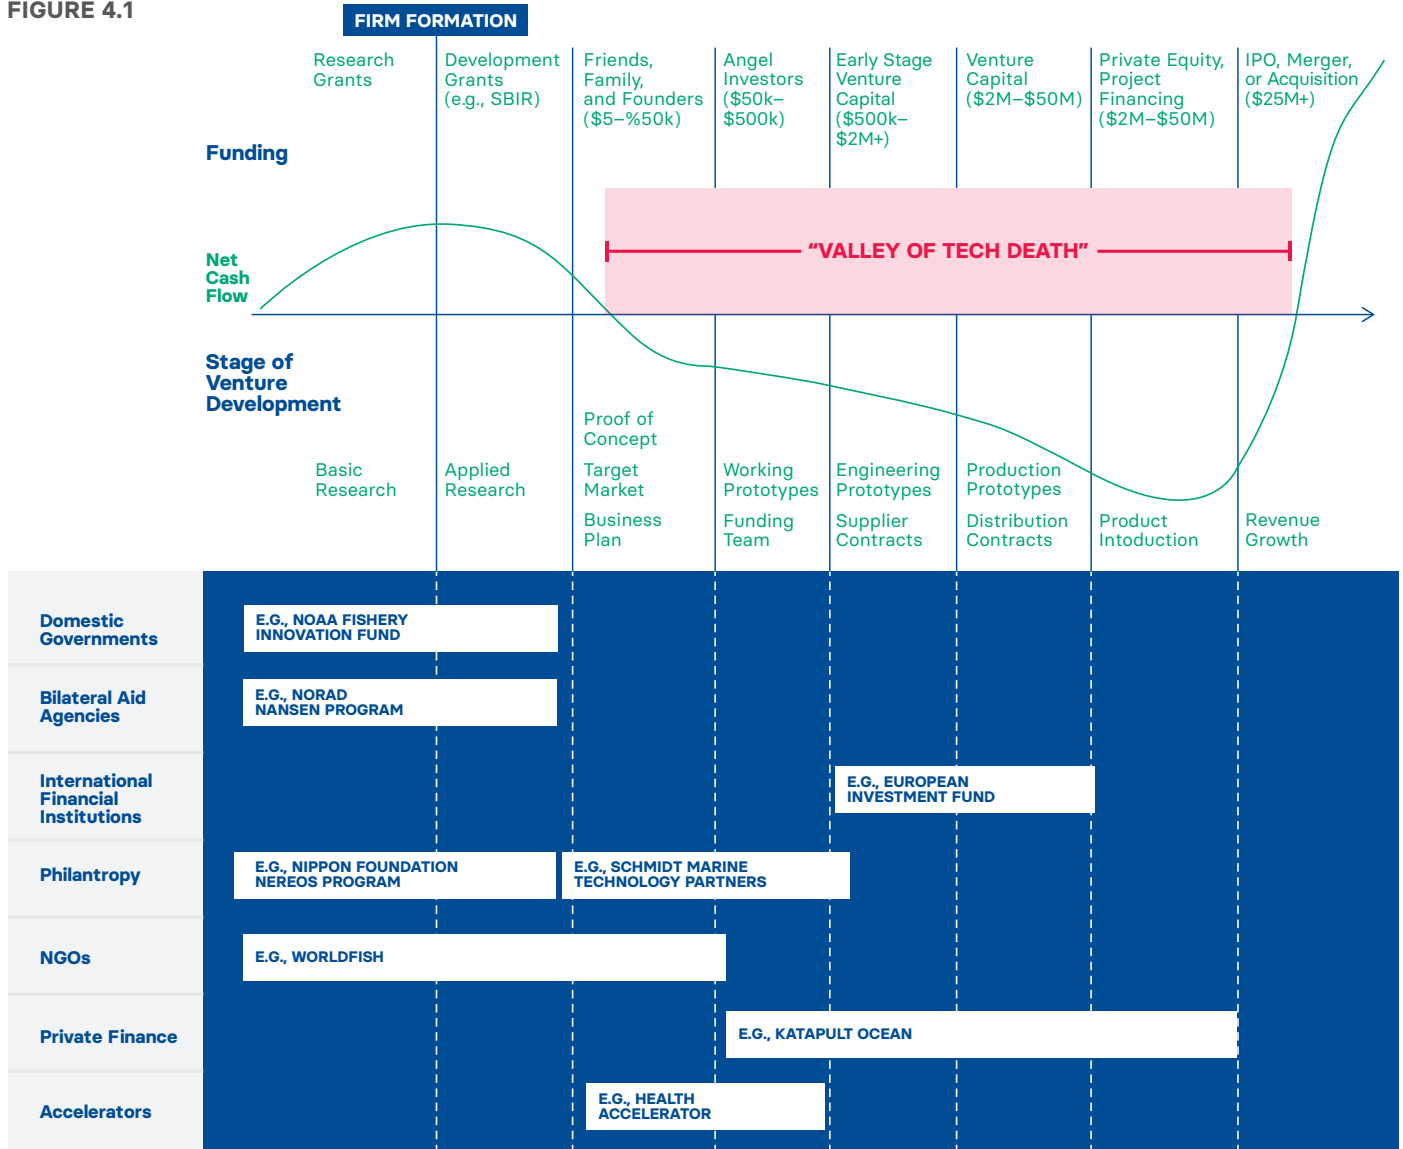 FIGURE 4.1
FIRM FORMATION
Research
Grants
Development
Grants
(e.g., SBIR)
Friends,
Family,
and Founders
($5–%50k)
Angel
Investors
($50k–
$500k)
Early Stage
Venture
Capital
($500k–
$2M+)
Venture
Capital
($2M–$50M)
Private Equity,
Project
Financing
($2M–$50M)
IPO, Merger,
or Acquisition
($25M+)
Funding
"VALLEY OF TECH DEATH"
Net
Cash
Flow
Stage of
Venture
Development
Basic
Research
Applied
Research
Proof of
Concept
Target
Market
Business
Plan
Working
Prototypes
Funding
Team
Engineering
Prototypes
Supplier
Contracts
Production
Prototypes
Distribution
Contracts
Product
Intoduction
Revenue
Growth
Domestic
Governments
E.G., NOAA FISHERY
INNOVATION FUND
Bilateral Aid
Agencies
E.G., NORAD
NANSEN PROGRAM
International
Financial
Institutions
E.G., EUROPEAN
INVESTMENT FUND
Philantropy
E.G., NIPPON FOUNDATION
NEREOS PROGRAM
E.G., SCHMIDT MARINE
TECHNOLOGY PARTNERS
NGOs
E.G., WORLDFISH
Private Finance
E.G., KATAPULT OCEAN
Accelerators
E.G., HEALTH
ACCELERATOR